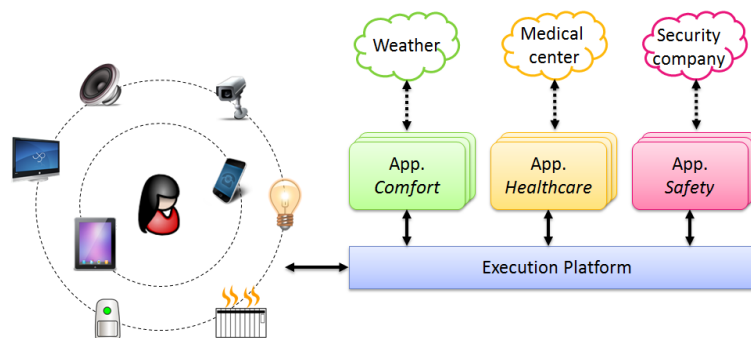 Weather
Medical
center
Security
company
App.
Comfort
App.
Healthcare
App.
Safety
Execution Platform